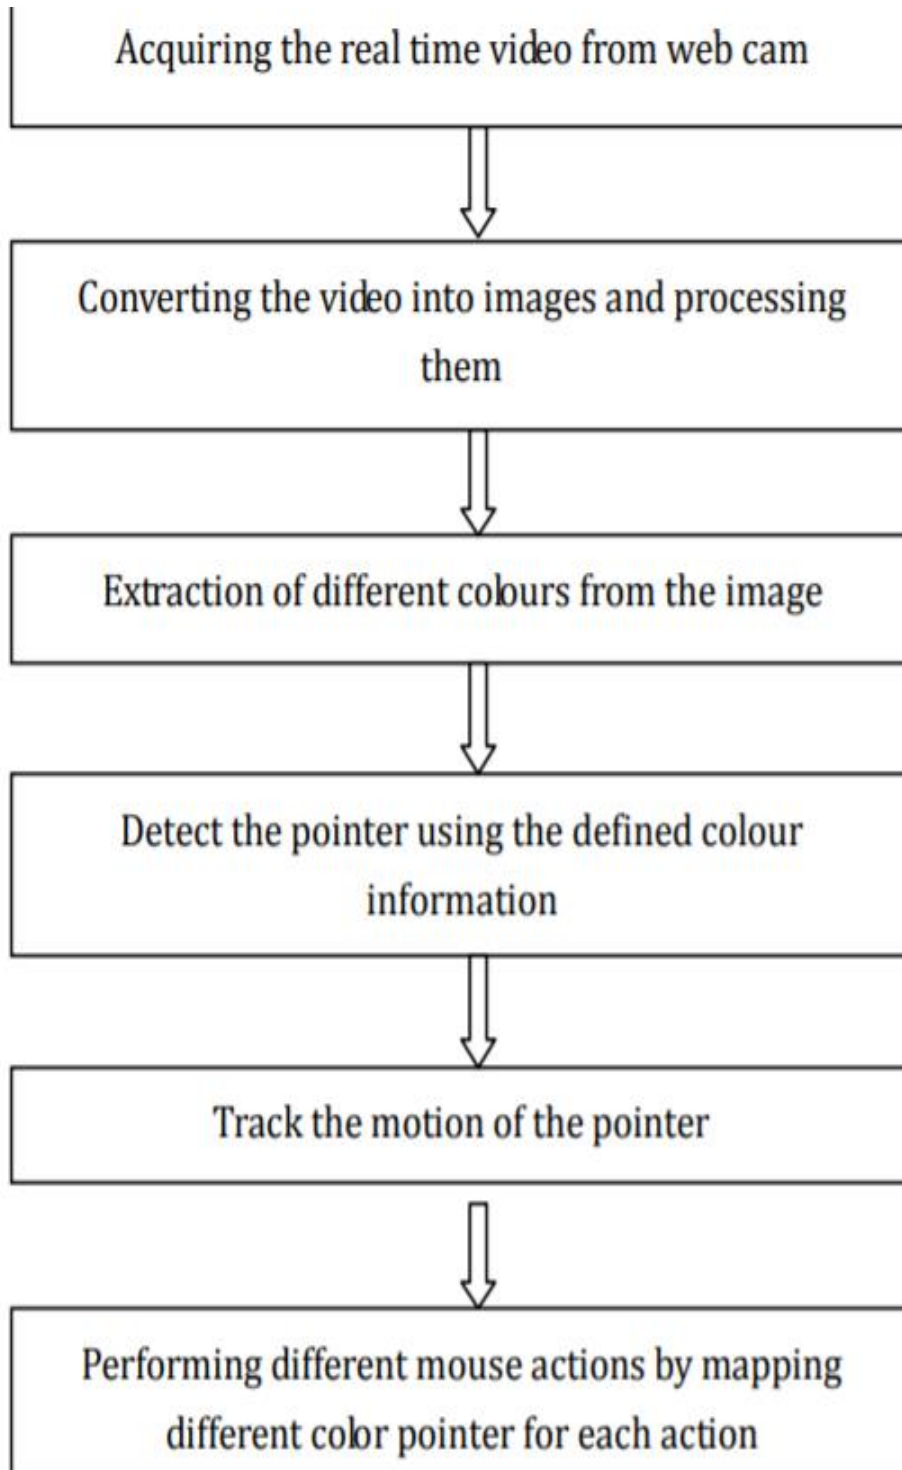 Acquiring the real time video from web cam
Converting the video into images and processing
them
Extraction of different colours from the image
Detect the pointer using the defined colour
information
Track the motion of the pointer
Performing different mouse actions by mapping
different color pointer for each action